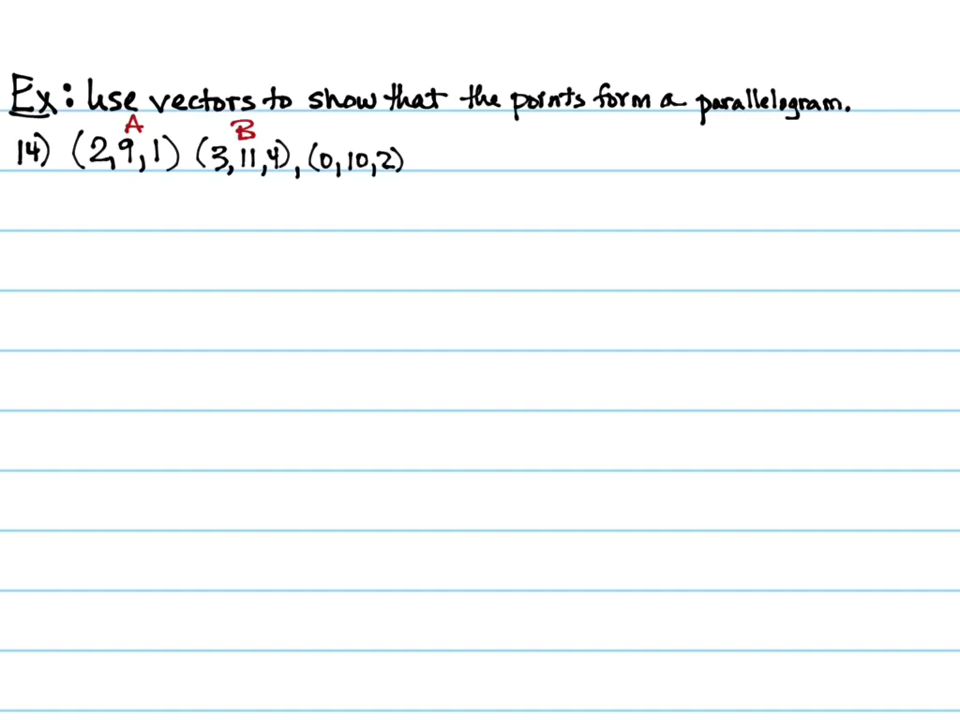 Ex: Use vectors to show that the points form a parallelogram.
A B
14) (2,9,1) (3,11,4), (0,10,2)